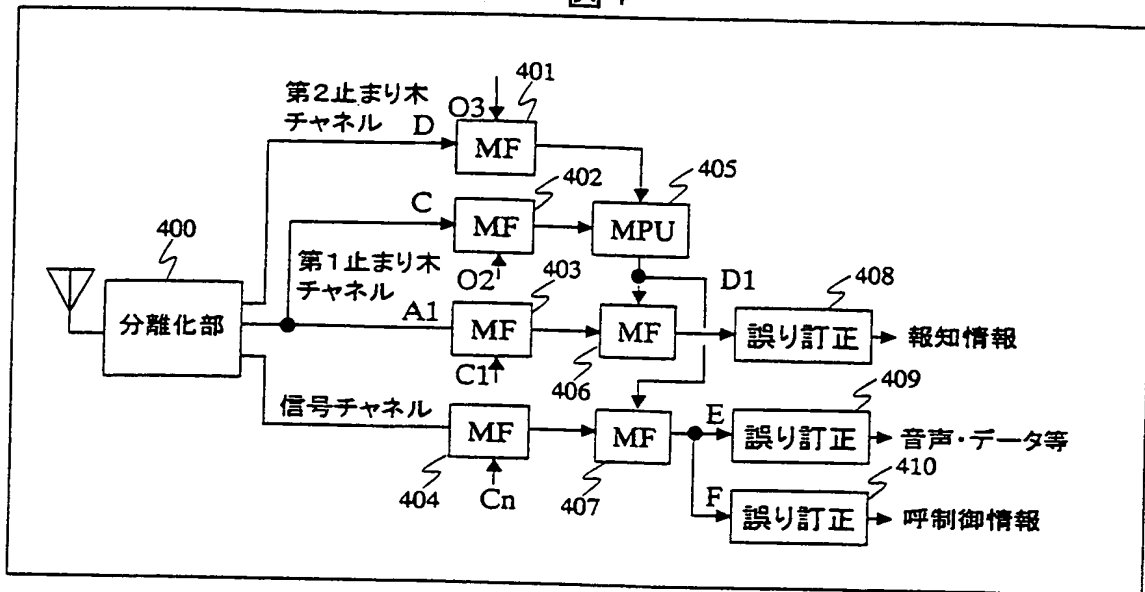 第2止まり木
チャネル
D
O3
401
MF
402
405
C
MF
MPU
400
O2
403
第1止まり木
チャネル
分離化部
A1
MF
C1
406
MF
D1
408
誤り訂正
報知情報
409
信号チャネル
MF
404
Cn
MF
407
E
誤り訂正
音声・データ等
410
F
誤り訂正
呼制御情報